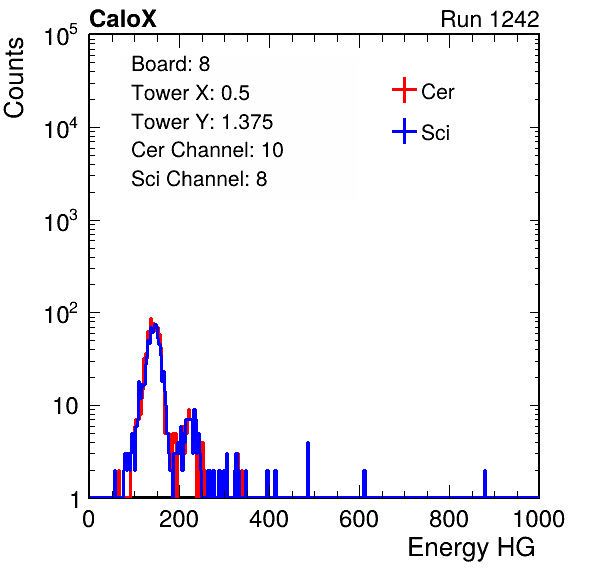 CaloX Run 1242
Counts
10^5
10^4
10^3
10^2
10
1
Board: 8
Tower X: 0.5
Tower Y: 1.375
Cer Channel: 10
Sci Channel: 8
Cer
Sci
0 200 400 600 800 1000
Energy HG